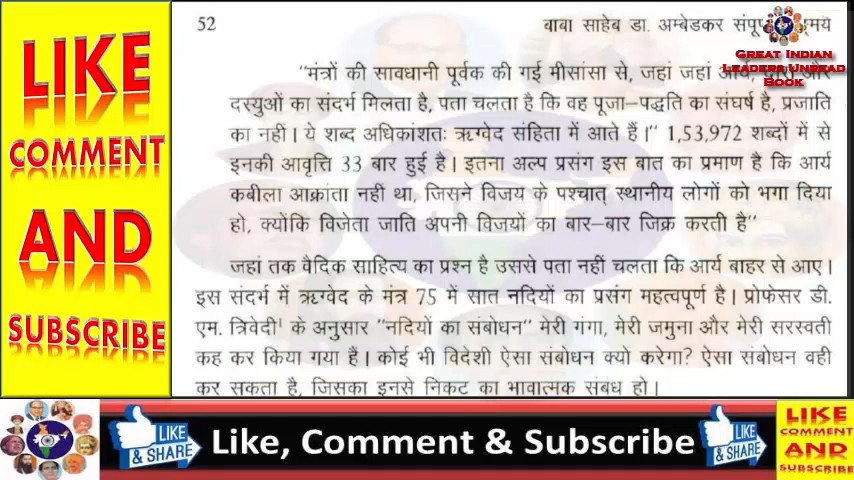 LIKE
COMMENT
AND
SUBSCRIBE
52 बाबा साहेब डा. अम्बेडकर संपूर्ण
GREAT INDIAN
LEADERS UNREAD
BOOK
"मंत्रों की सावधानी पूर्वक की गई मीसांसा से, जहां जहां
दस्युओं का संदर्भ मिलता है, पता चलता है कि वह पूजा–पद्धति का संघर्ष है, प्रजाति
का नहीं। ये शब्द अधिकांशतः ऋग्वेद संहिता में आते हैं।" 1,53,972 शब्दों में से
इनकी आवृत्ति 33 बार हुई है। इतना अल्प प्रसंग इस बात का प्रमाण है कि आर्य
कबीला आक्रांता नहीं था, जिसने विजय के पश्चात् स्थानीय लोगों को भगा दिया
हो, क्योंकि विजेता जाति अपनी विजयों का बार–बार जिक्र करती है"
जहां तक वैदिक साहित्य का प्रश्न है उससे पता नहीं चलता कि आर्य बाहर से आए।
इस संदर्भ में ऋग्वेद के मंत्र 75 में सात नदियों का प्रसंग महत्वपूर्ण है। प्रोफेसर डी.
एम. त्रिवेदी¹ के अनुसार "नदियों का संबोधन" मेरी गंगा, मेरी जमुना और मेरी सरस्वती
कह कर किया गया है। कोई भी विदेशी ऐसा संबोधन क्यो करेगा? ऐसा संबोधन वही
कर सकता है, जिसका इनसे निकट का भावात्मक संबंध हो।
LIKE
& SHARE
Like, Comment & Subscribe
LIKE
& SHARE
LIKE
COMMENT
AND
SUBSCRIBE